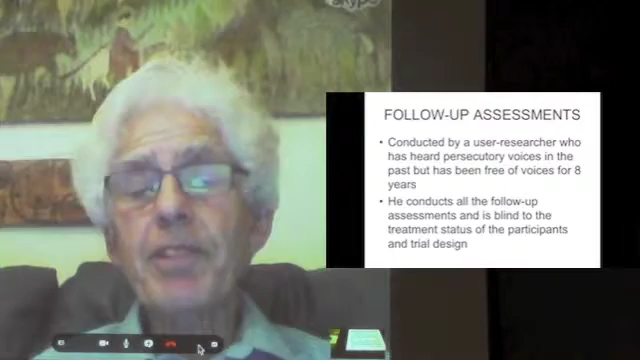 skype
FOLLOW-UP ASSESSMENTS
• Conducted by a user-researcher who
has heard persecutory voices in the
past but has been free of voices for 8
years
• He conducts all the follow-up
assessments and is blind to the
treatment status of the participants
and trial design